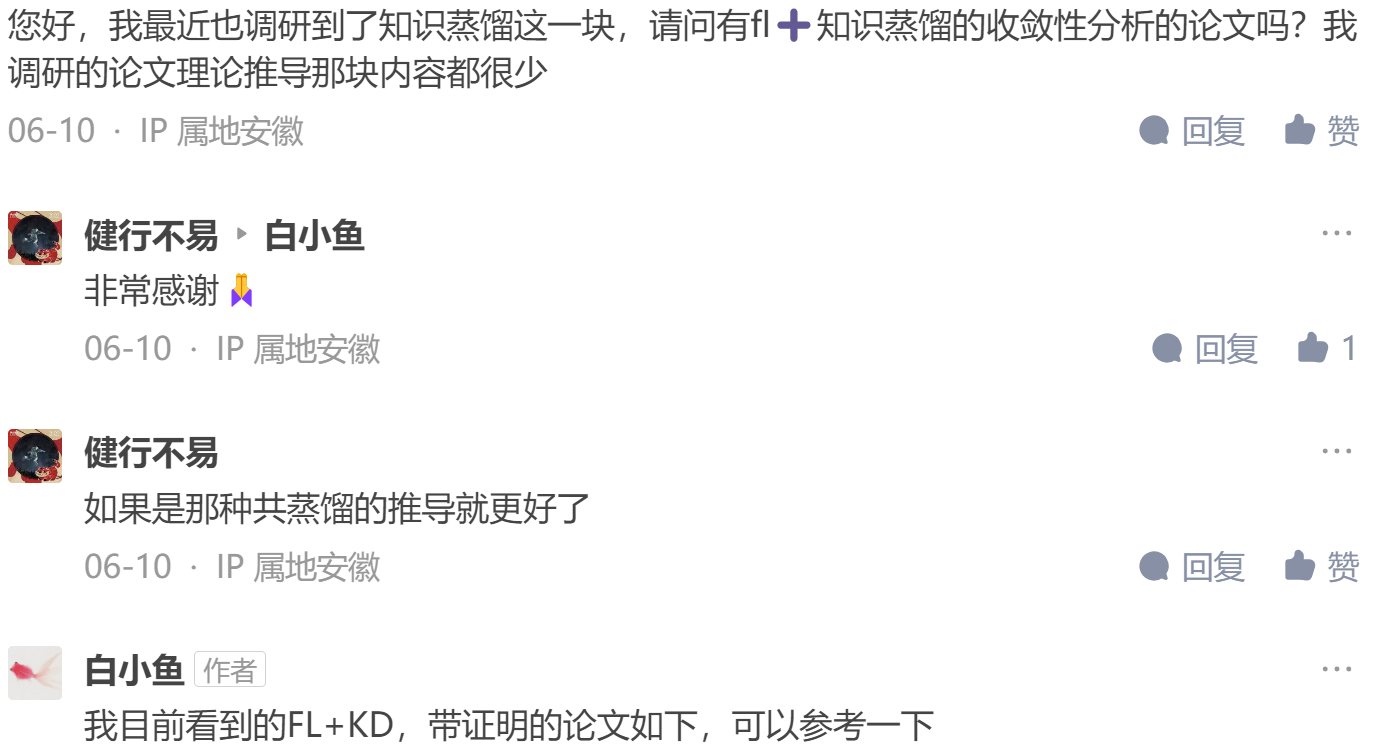 您好，我最近也调研到了知识蒸馏这一块，请问有fl➕知识蒸馏的收敛性分析的论文吗？我
调研的论文理论推导那块内容都很少
06-10 · IP 属地安徽 回复 赞
健行不易 ▸ 白小鱼
非常感谢🙏
06-10 · IP 属地安徽 回复 1
健行不易
如果是那种共蒸馏的推导就更好了
06-10 · IP 属地安徽 回复 赞
白小鱼 作者
我目前看到的FL+KD，带证明的论文如下，可以参考一下